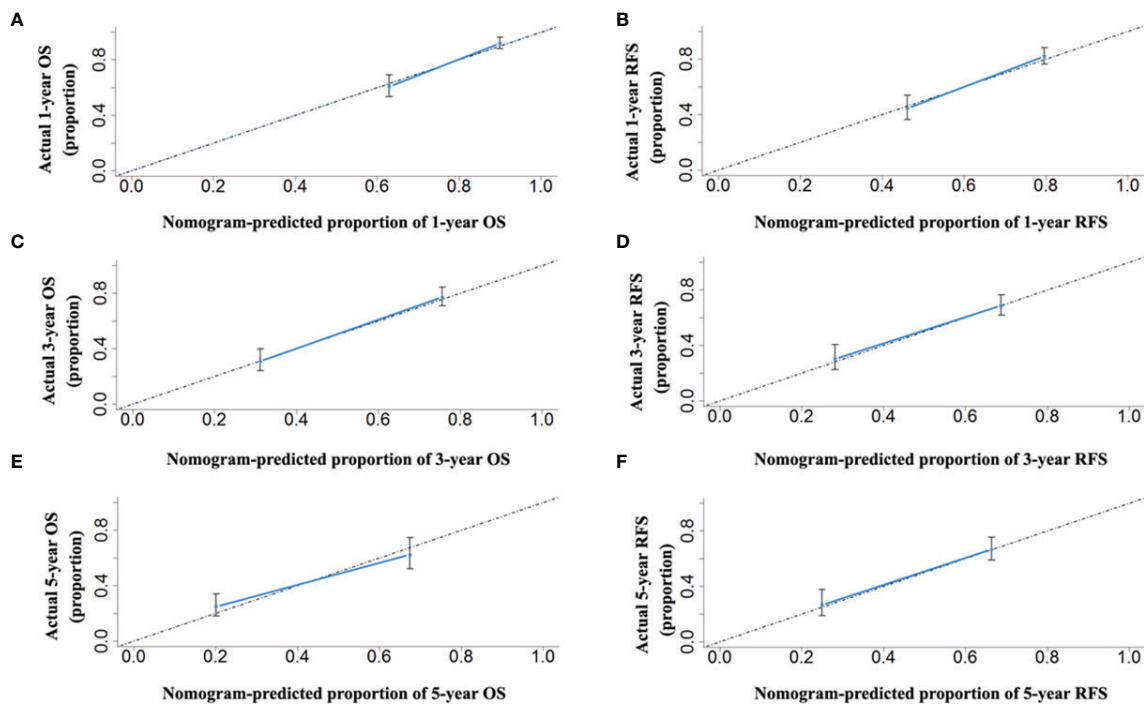 A
Actual 1-year OS
(proportion)
0.0 0.4 0.8
0.0 0.2 0.4 0.6 0.8 1.0
Nomogram-predicted proportion of 1-year OS
B
Actual 1-year RFS
(proportion)
0.0 0.4 0.8
0.0 0.2 0.4 0.6 0.8 1.0
Nomogram-predicted proportion of 1-year RFS
C
Actual 3-year OS
(proportion)
0.0 0.4 0.8
0.0 0.2 0.4 0.6 0.8 1.0
Nomogram-predicted proportion of 3-year OS
D
Actual 3-year RFS
(proportion)
0.0 0.4 0.8
0.0 0.2 0.4 0.6 0.8 1.0
Nomogram-predicted proportion of 3-year RFS
E
Actual 5-year OS
(proportion)
0.0 0.4 0.8
0.0 0.2 0.4 0.6 0.8 1.0
Nomogram-predicted proportion of 5-year OS
F
Actual 5-year RFS
(proportion)
0.0 0.4 0.8
0.0 0.2 0.4 0.6 0.8 1.0
Nomogram-predicted proportion of 5-year RFS